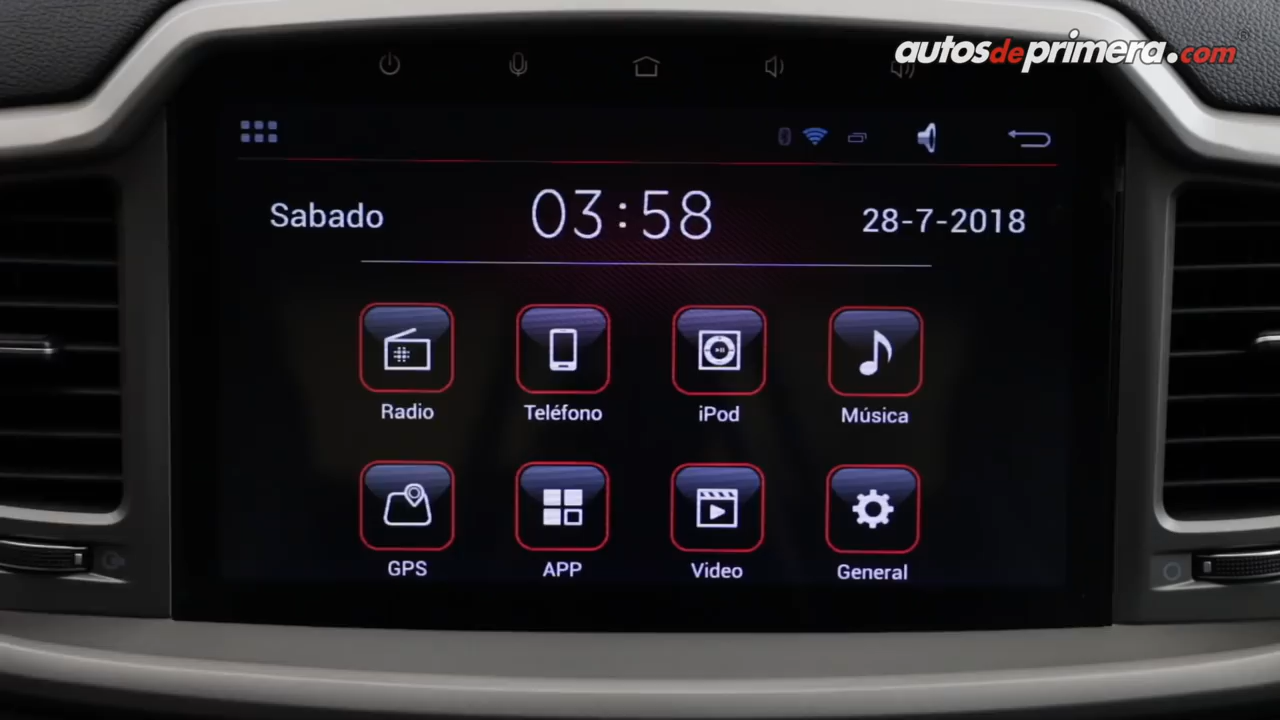 autosdeprimera.com
Sabado
03:58
28-7-2018
Radio
Teléfono
iPod
Música
GPS
APP
Video
General